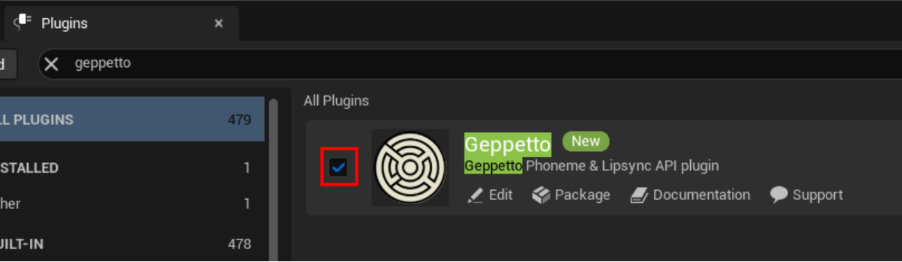 Plugins
d
geppetto
LL PLUGINS 479
STALLED 1
her 1
UILT-IN 478
All Plugins
Geppetto New
Geppetto Phoneme & Lipsync API plugin
Edit Package Documentation Support